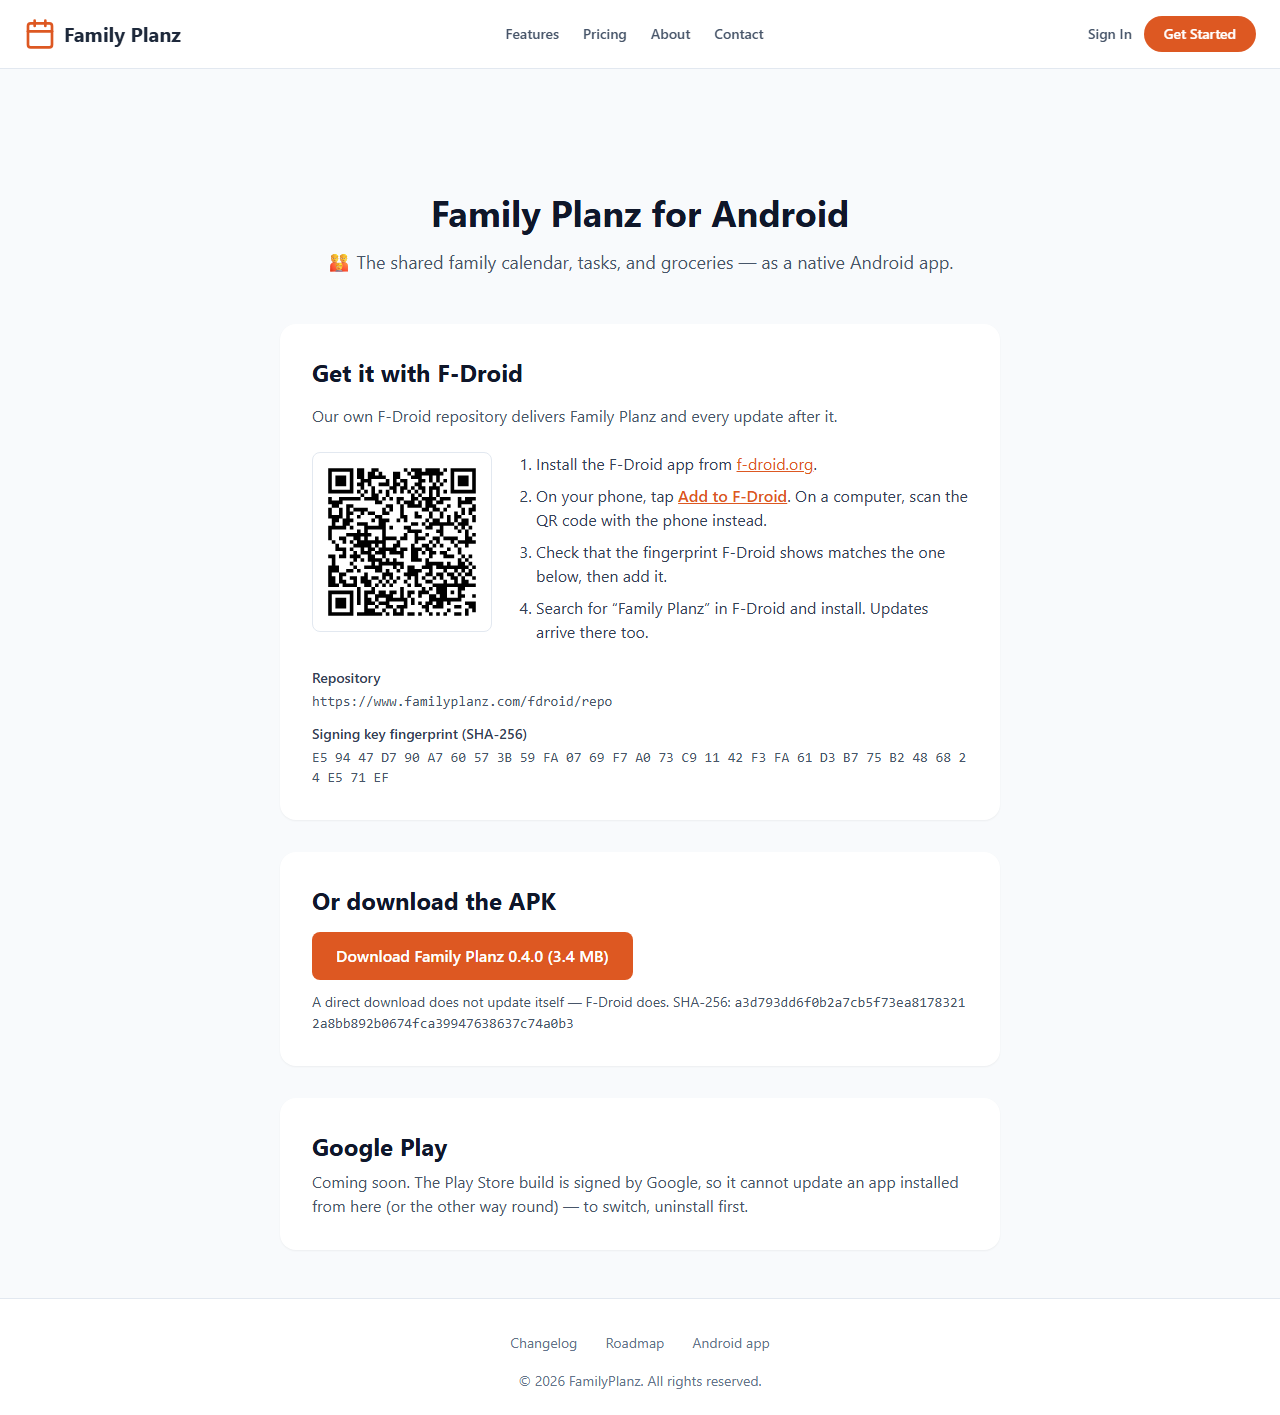 Family Planz
Features
Pricing
About
Contact
Sign In
Get Started
Family Planz for Android
The shared family calendar, tasks, and groceries — as a native Android app.
Get it with F-Droid
Our own F-Droid repository delivers Family Planz and every update after it.
1. Install the F-Droid app from f-droid.org.
2. On your phone, tap Add to F-Droid. On a computer, scan the
QR code with the phone instead.
3. Check that the fingerprint F-Droid shows matches the one
below, then add it.
4. Search for “Family Planz” in F-Droid and install. Updates
arrive there too.
Repository
https://www.familyplanz.com/fdroid/repo
Signing key fingerprint (SHA-256)
E5 94 47 D7 90 A7 60 57 3B 59 FA 07 69 F7 A0 73 C9 11 42 F3 FA 61 D3 B7 75 B2 48 68 2
4 E5 71 EF
Or download the APK
Download Family Planz 0.4.0 (3.4 MB)
A direct download does not update itself — F-Droid does. SHA-256: a3d793dd6f0b2a7cb5f73ea8178321
2a8bb892b0674fca39947638637c74a0b3
Google Play
Coming soon. The Play Store build is signed by Google, so it cannot update an app installed
from here (or the other way round) — to switch, uninstall first.
Changelog
Roadmap
Android app
© 2026 FamilyPlanz. All rights reserved.